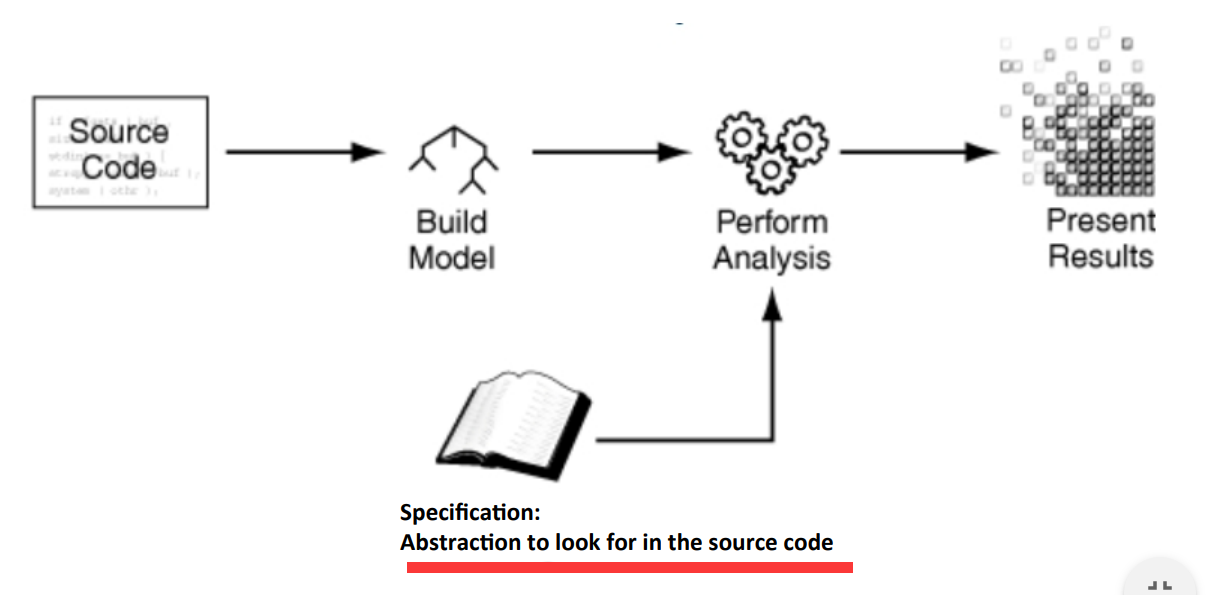 Source
Code
Build
Model
Perform
Analysis
Present
Results
Specification:
Abstraction to look for in the source code